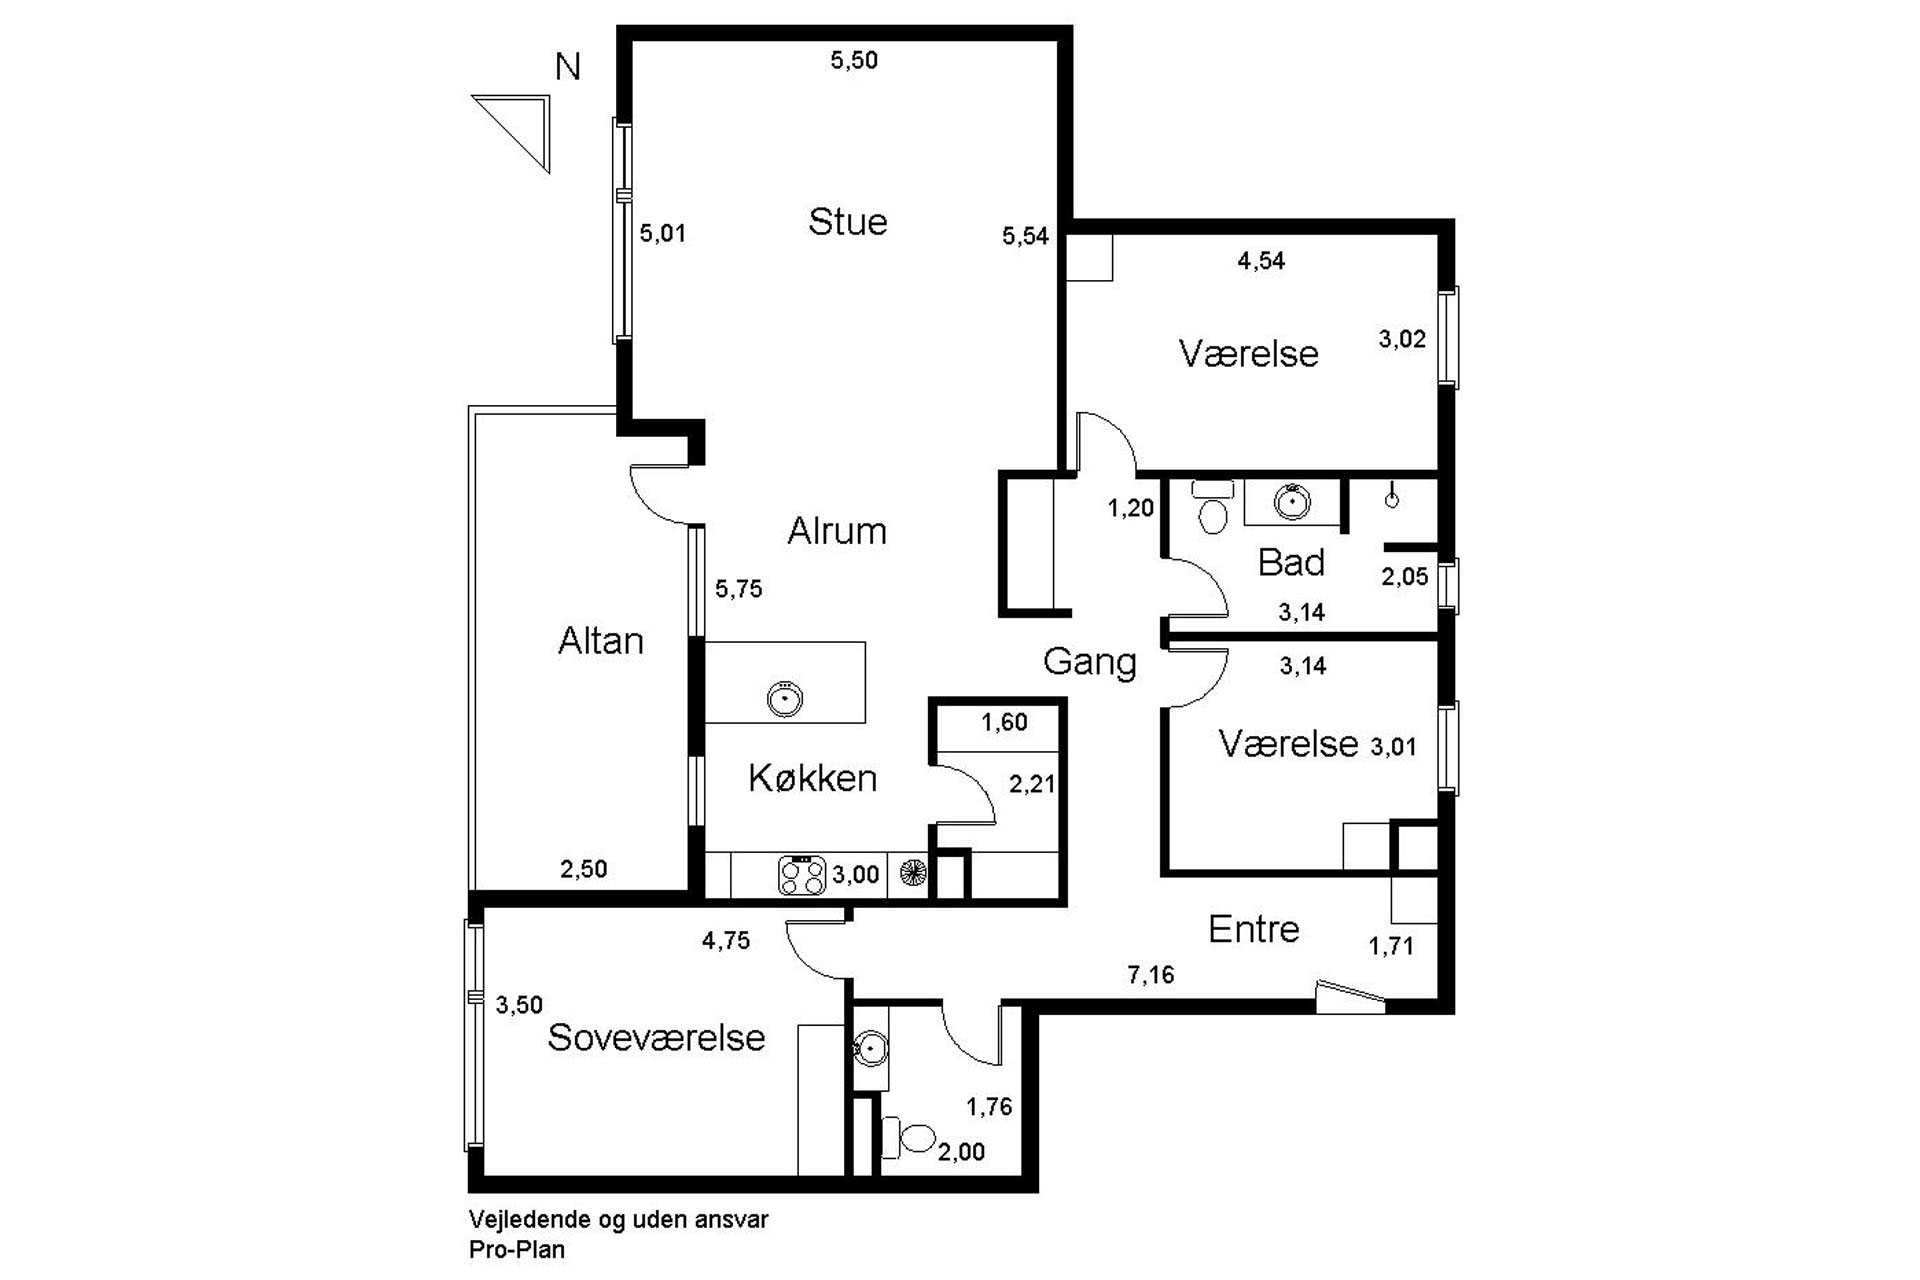 N
5,50
Stue
5,01
5,54
4,54
Værelse
3,02
1,20
Alrum
Bad
2,05
5,75
3,14
Altan
Gang
3,14
1,60
Værelse 3,01
Køkken
2,21
2,50
3,00
Entre
4,75
1,71
7,16
3,50
Soveværelse
1,76
2,00
Vejledende og uden ansvar
Pro-Plan